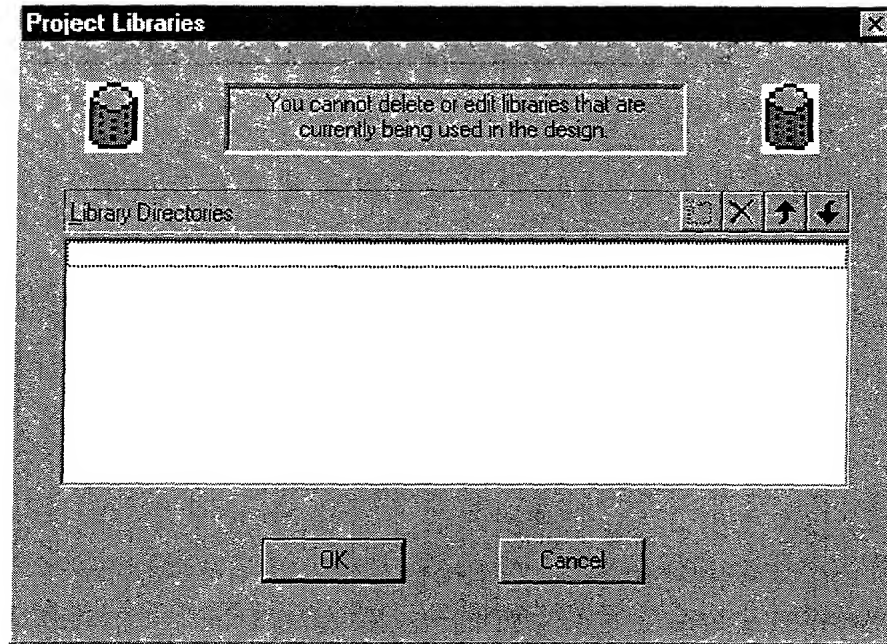 Project Libraries
You cannot delete or edit libraries that are
currently being used in the design.
Library Directories
OK
Cancel